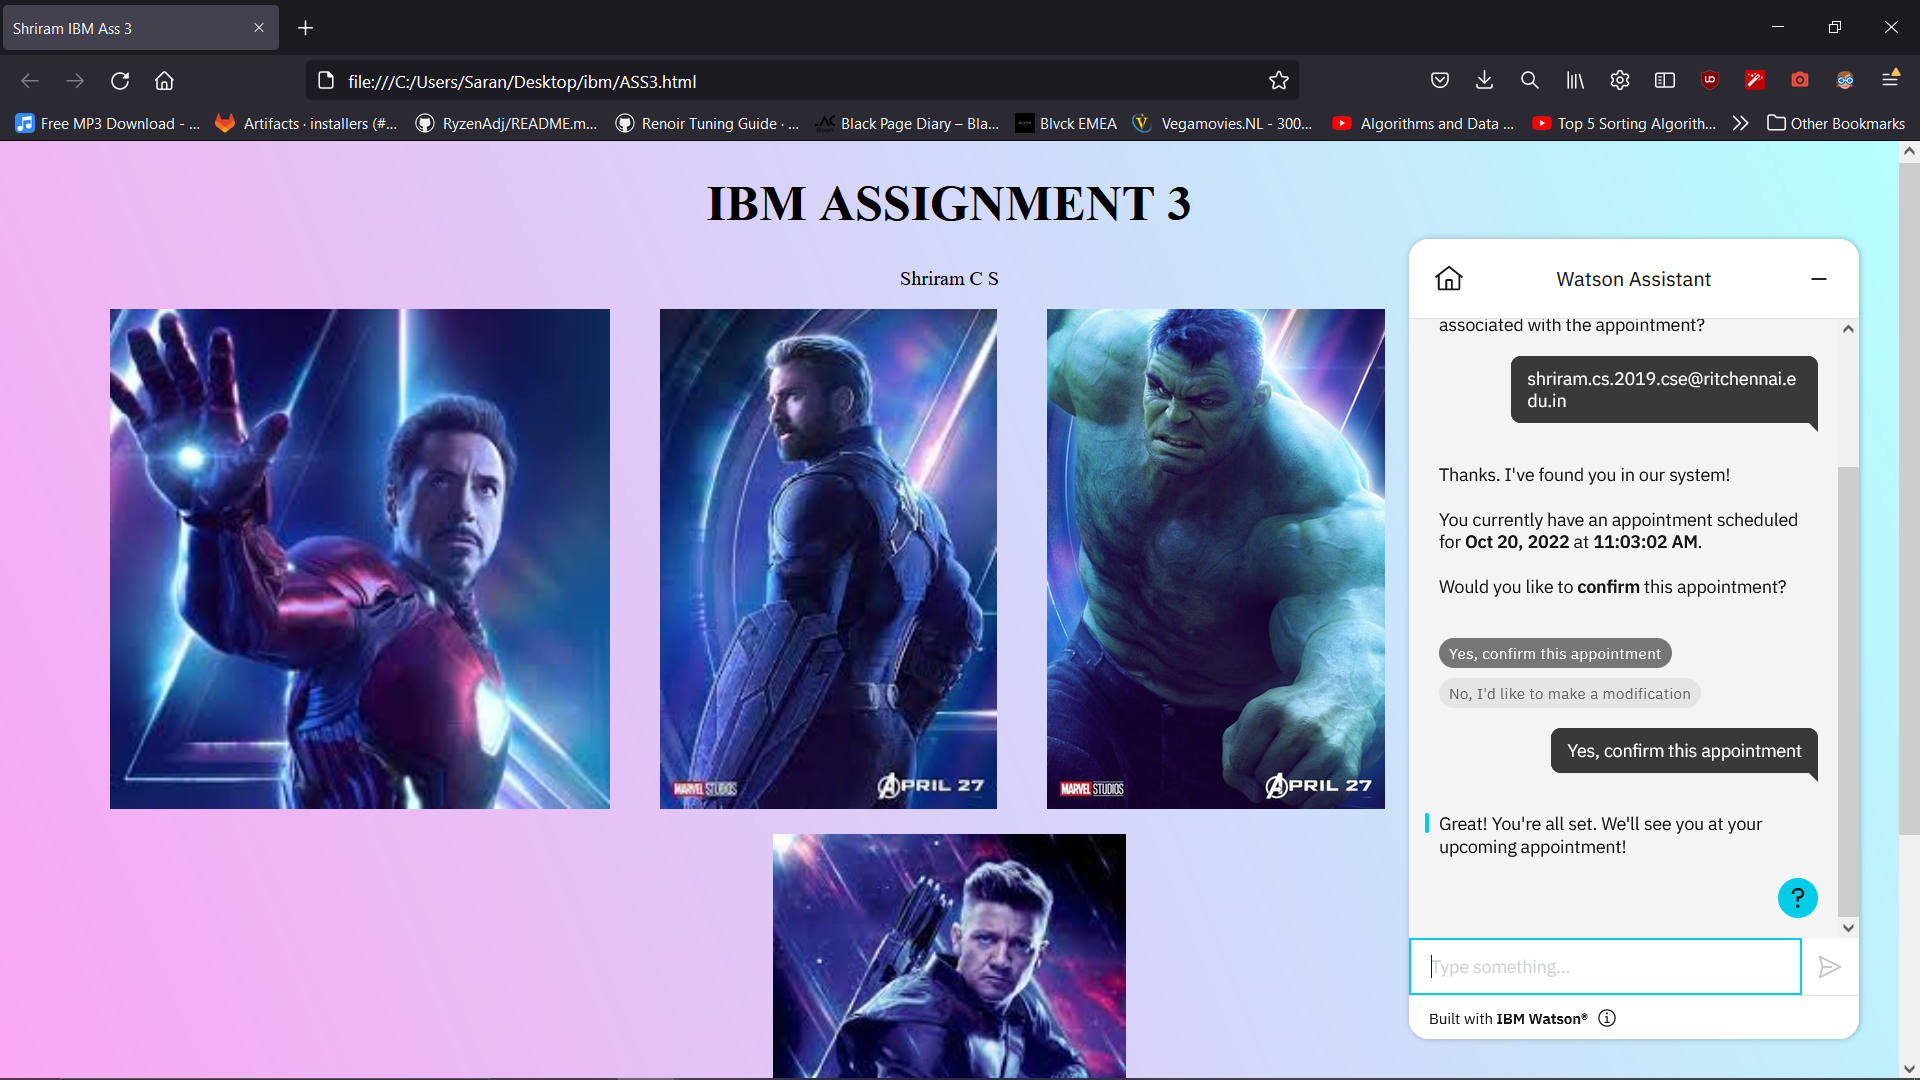 Shriram IBM Ass 3
file:///C:/Users/Saran/Desktop/ibm/ASS3.html
Free MP3 Download - ...
Artifacts · installers (#...
RyzenAdj/README.m...
Renoir Tuning Guide · ...
Black Page Diary – Bla...
Blvck EMEA
Vegamovies.NL - 300...
Algorithms and Data ...
Top 5 Sorting Algorith...
Other Bookmarks
IBM ASSIGNMENT 3
Shriram C S
MARVEL STUDIOS
APRIL 27
MARVEL STUDIOS
APRIL 27
Watson Assistant
associated with the appointment?
shriram.cs.2019.cse@ritchennai.e
du.in
Thanks. I've found you in our system!
You currently have an appointment scheduled
for Oct 20, 2022 at 11:03:02 AM.
Would you like to confirm this appointment?
Yes, confirm this appointment
No, I'd like to make a modification
Yes, confirm this appointment
Great! You're all set. We'll see you at your
upcoming appointment!
?
Type something...
Built with IBM Watson®